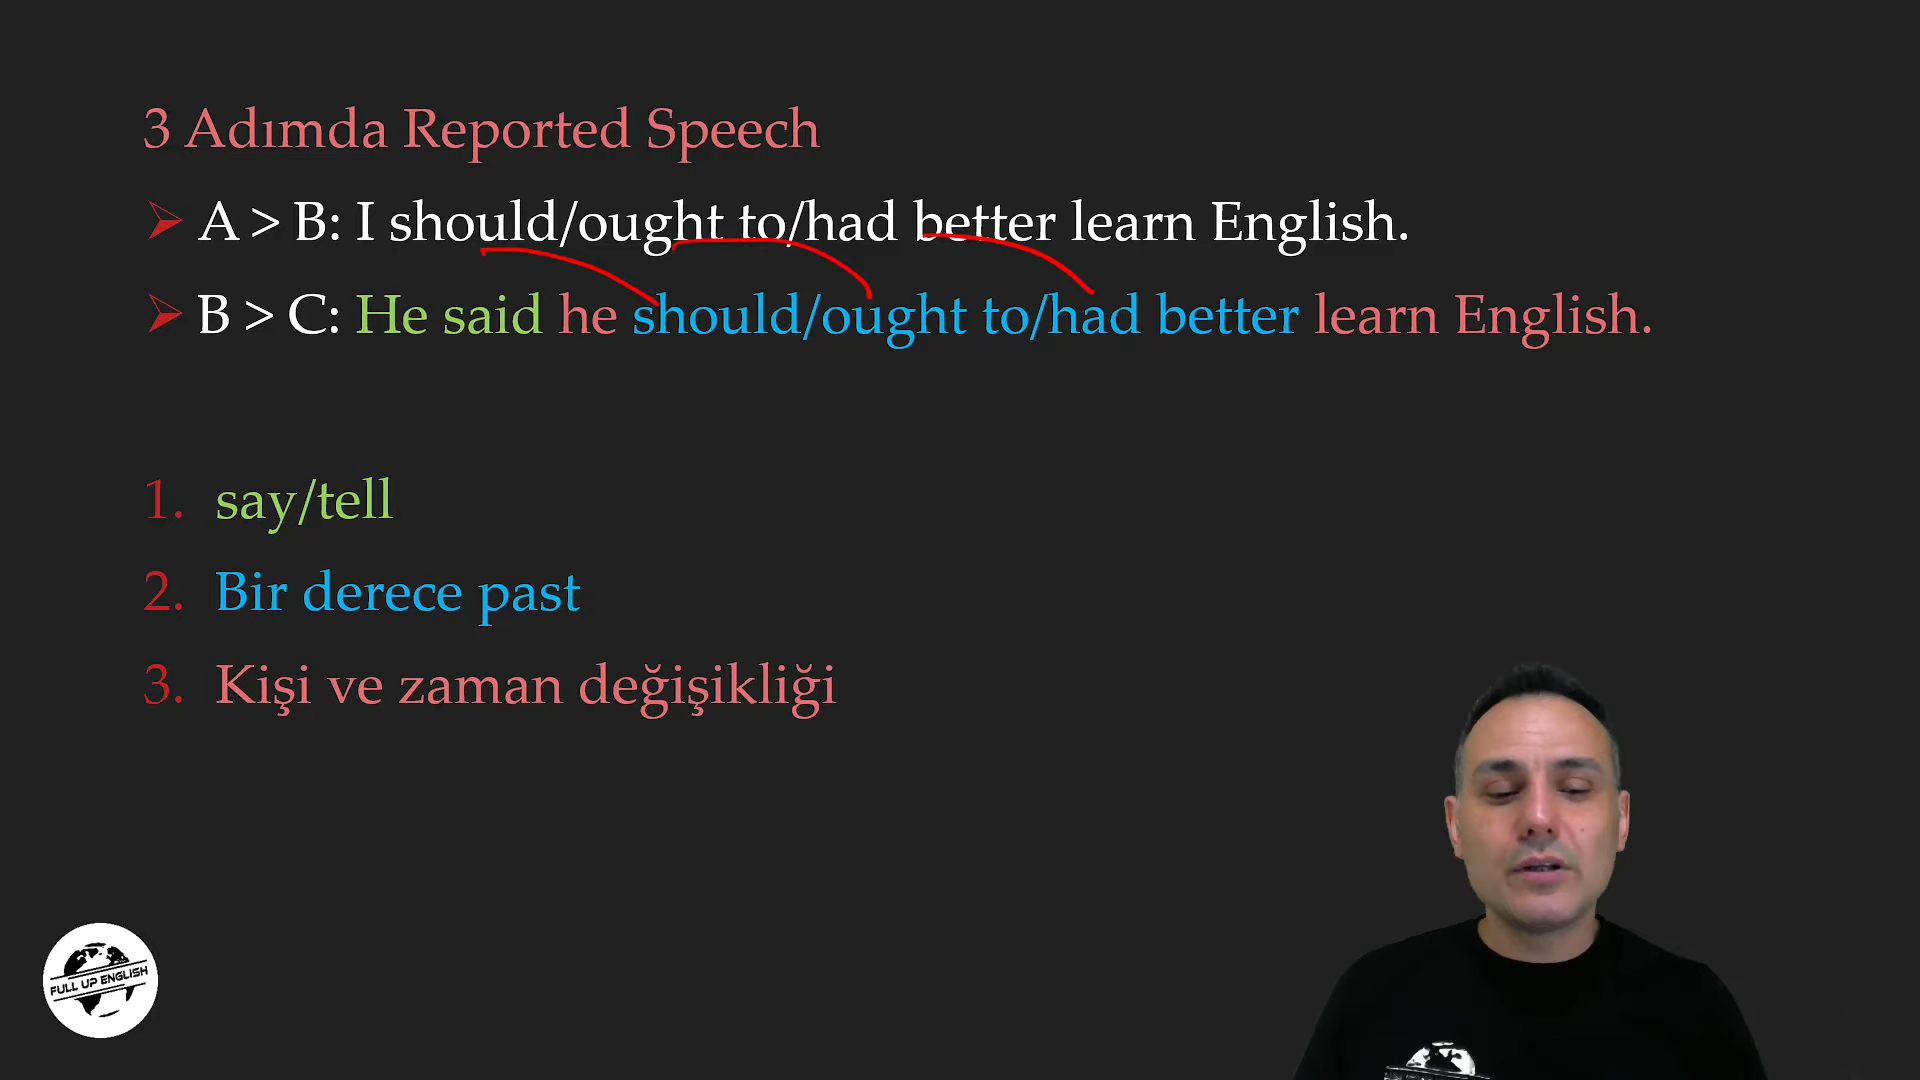 3 Adımda Reported Speech
A > B: I should/ought to/had better learn English.
B > C: He said he should/ought to/had better learn English.
1. say/tell
2. Bir derece past
3. Kişi ve zaman değişikliği
FULL UP ENGLISH